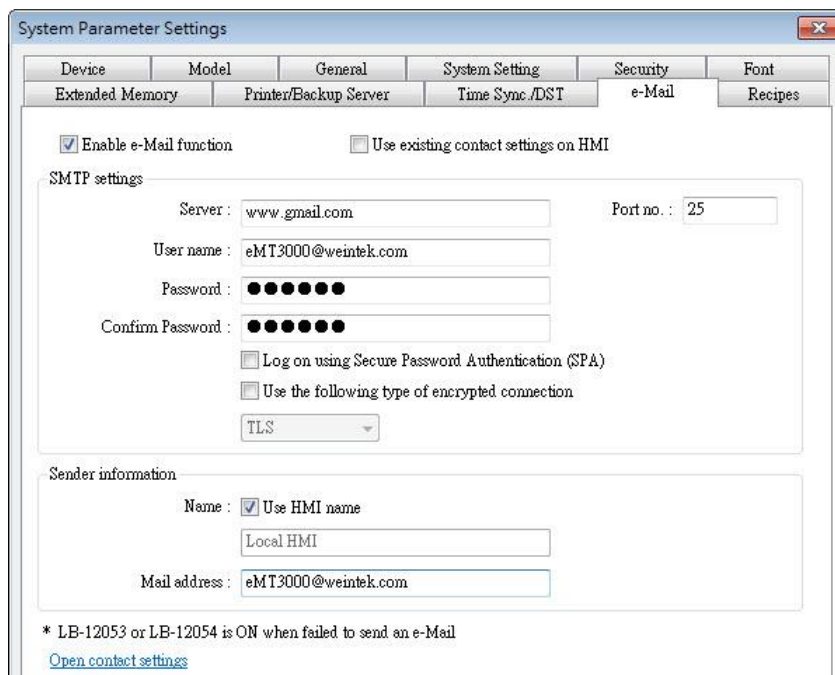 System Parameter Settings
Device Model General System Setting Security Font
Extended Memory Printer/Backup Server Time Sync./DST e-Mail Recipes
Enable e-Mail function Use existing contact settings on HMI
SMTP settings
Server : www.gmail.com Port no. : 25
User name : eMT3000@weintek.com
Password : ●●●●●●
Confirm Password : ●●●●●●
Log on using Secure Password Authentication (SPA)
Use the following type of encrypted connection
TLS
Sender information
Name : Use HMI name
Local HMI
Mail address : eMT3000@weintek.com
* LB-12053 or LB-12054 is ON when failed to send an e-Mail
Open contact settings